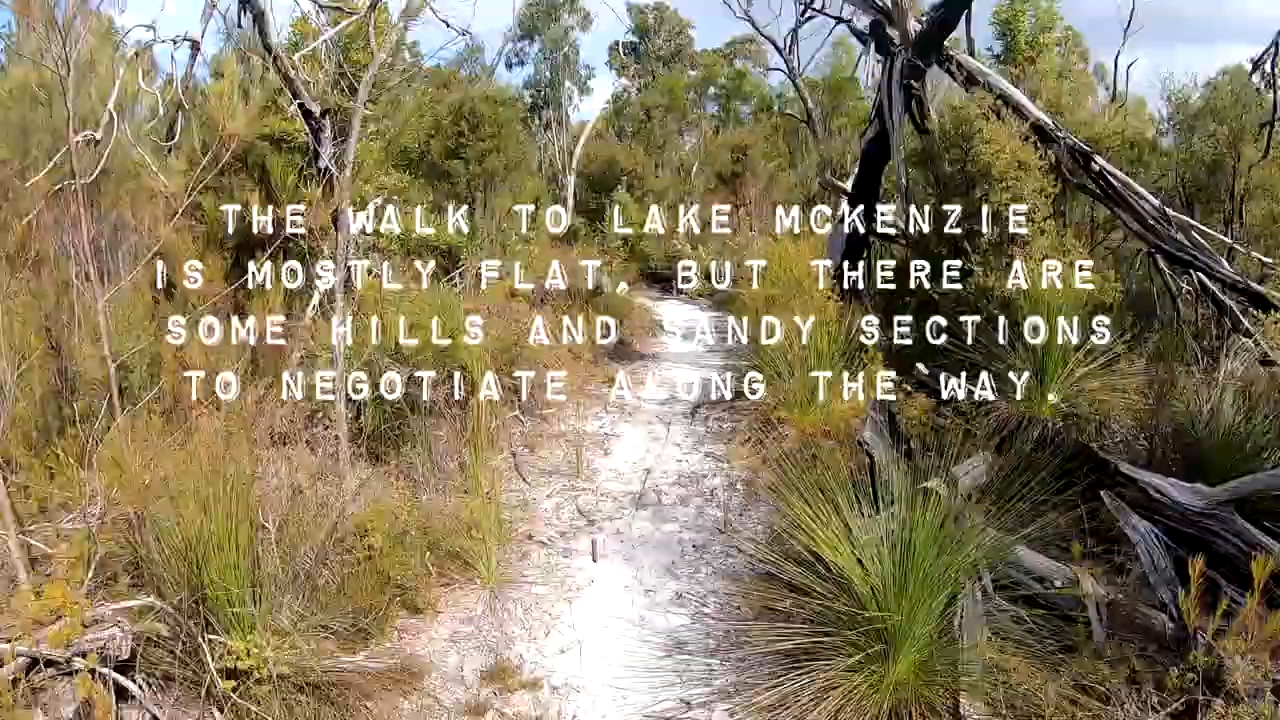 THE WALK TO LAKE MCKENZIE
IS MOSTLY FLAT, BUT THERE ARE
SOME HILLS AND SANDY SECTIONS
TO NEGOTIATE ALONG THE WAY.